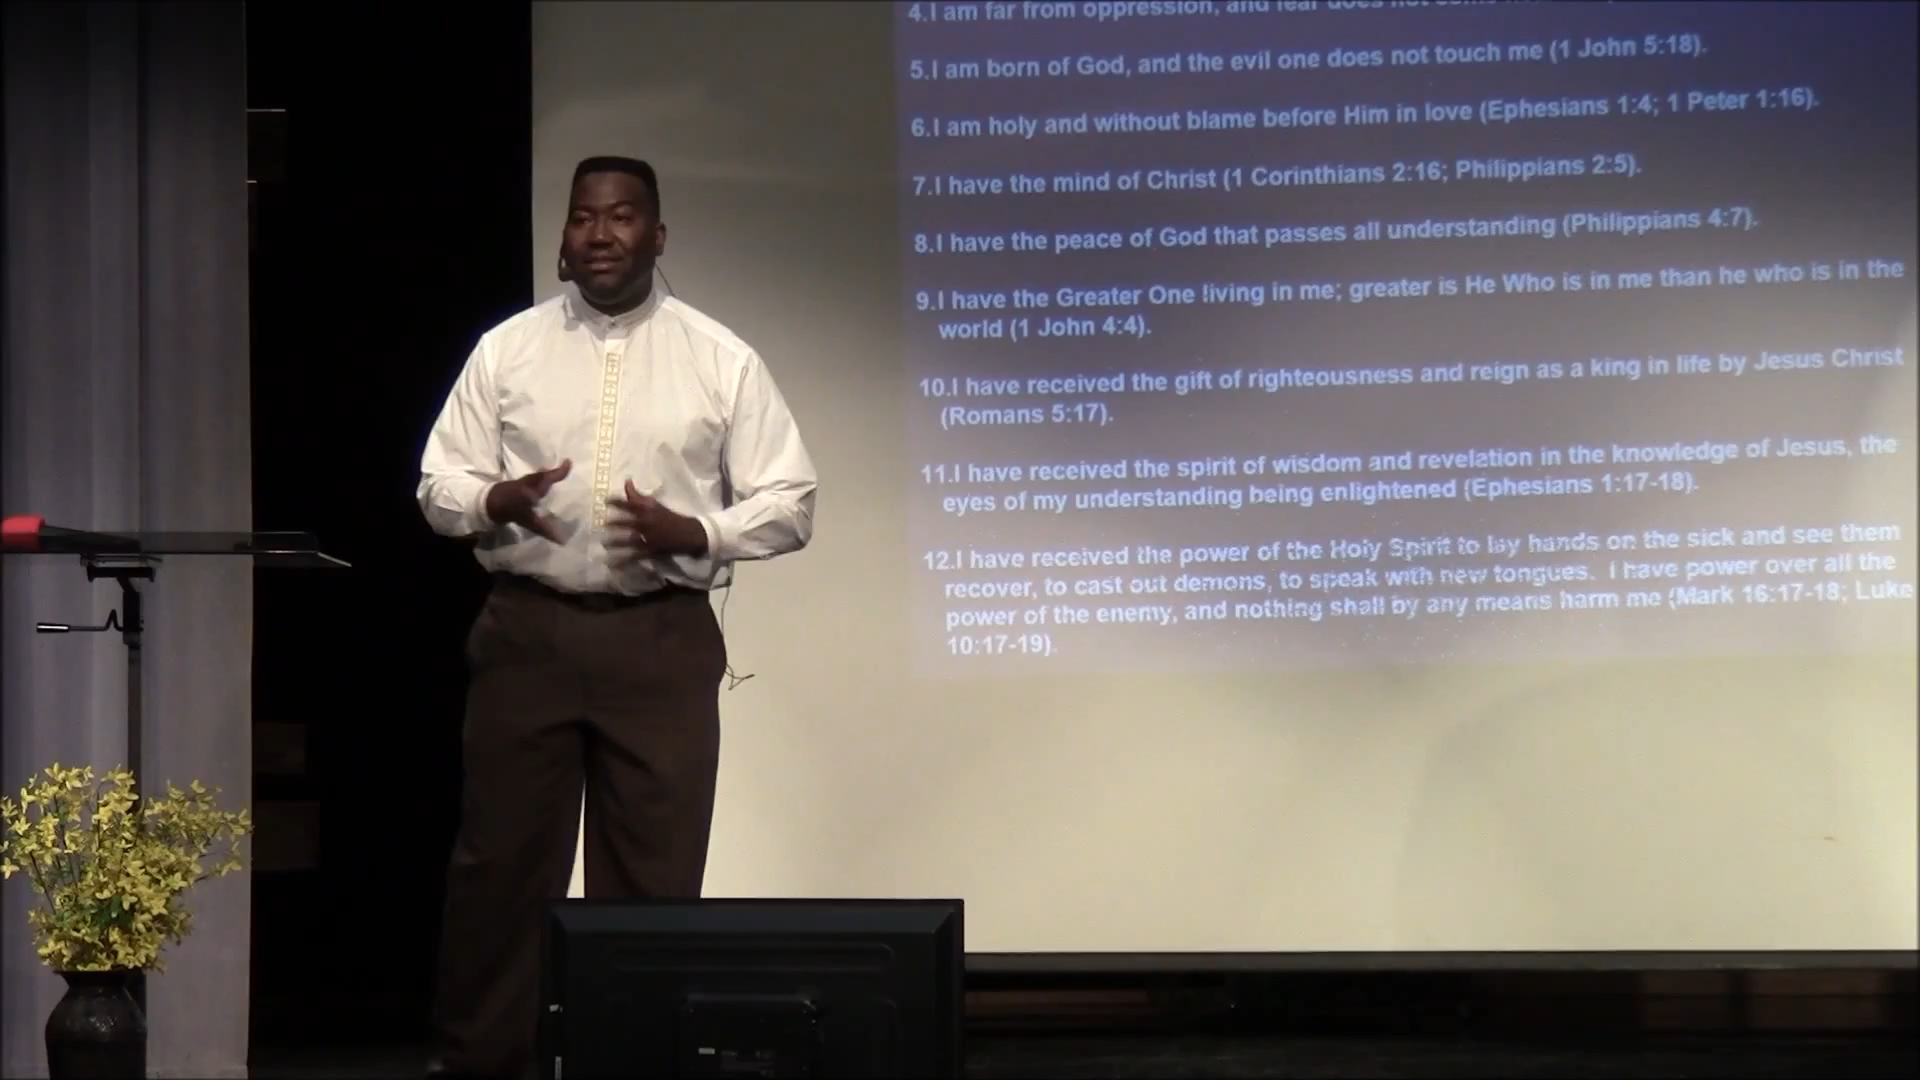 4.I am far from oppression, and fear does not
5.I am born of God, and the evil one does not touch me (1 John 5:18).
6.I am holy and without blame before Him in love (Ephesians 1:4; 1 Peter 1:16).
7.I have the mind of Christ (1 Corinthians 2:16; Philippians 2:5).
8.I have the peace of God that passes all understanding (Philippians 4:7).
9.I have the Greater One living in me; greater is He Who is in me than he who is in the
world (1 John 4:4).
10.I have received the gift of righteousness and reign as a king in life by Jesus Christ
(Romans 5:17).
11.I have received the spirit of wisdom and revelation in the knowledge of Jesus, the
eyes of my understanding being enlightened (Ephesians 1:17-18).
12.I have received the power of the Holy Spirit to lay hands on the sick and see them
recover, to cast out demons, to speak with new tongues. I have power over all the
power of the enemy, and nothing shall by any means harm me (Mark 16:17-18; Luke
10:17-19).